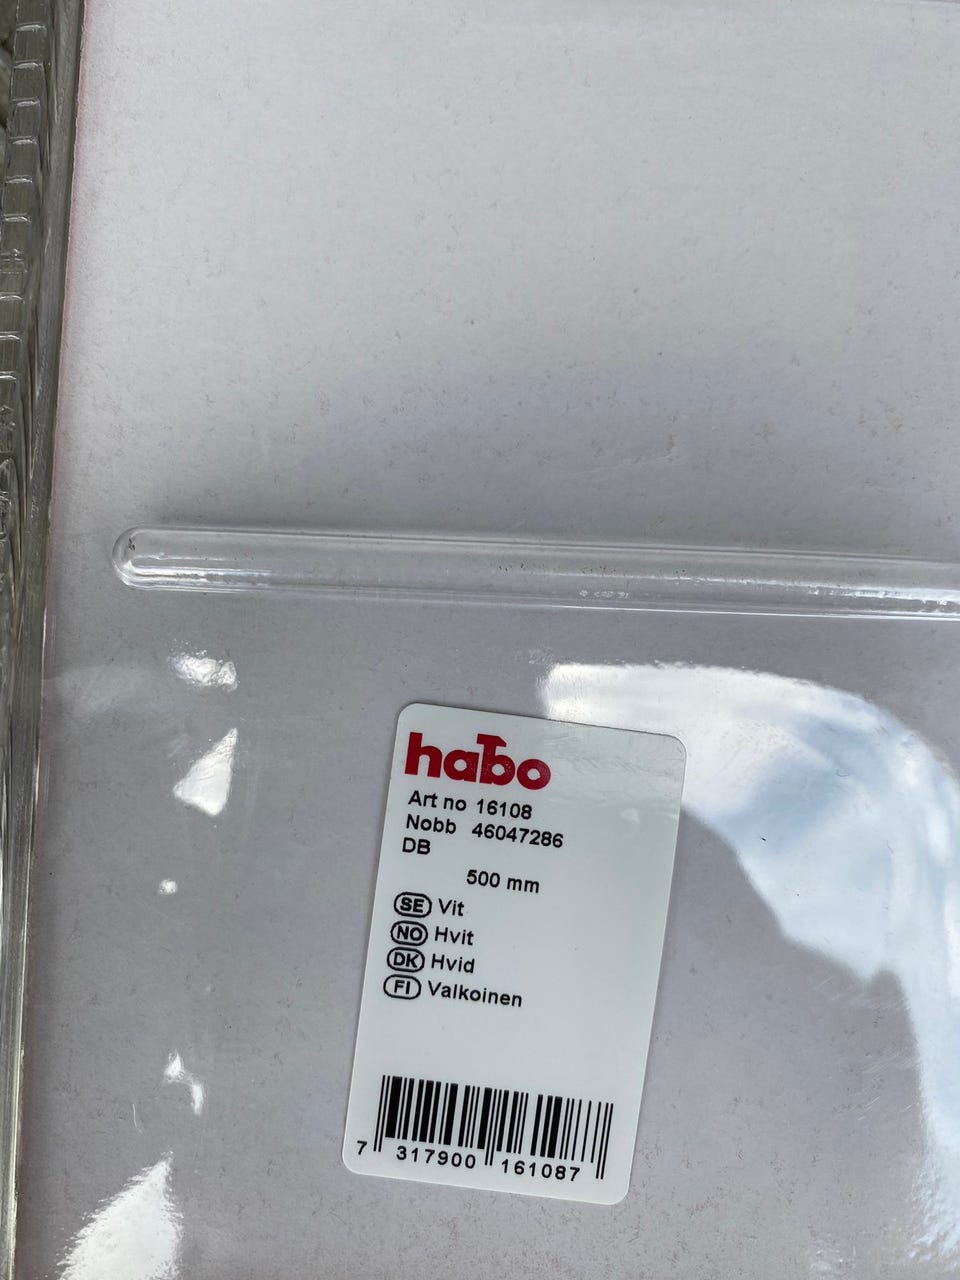 habo
Art no 16108
Nobb 46047286
DB
500 mm
SE Vit
NO Hvit
DK Hvid
FI Valkoinen
7 317900 161087